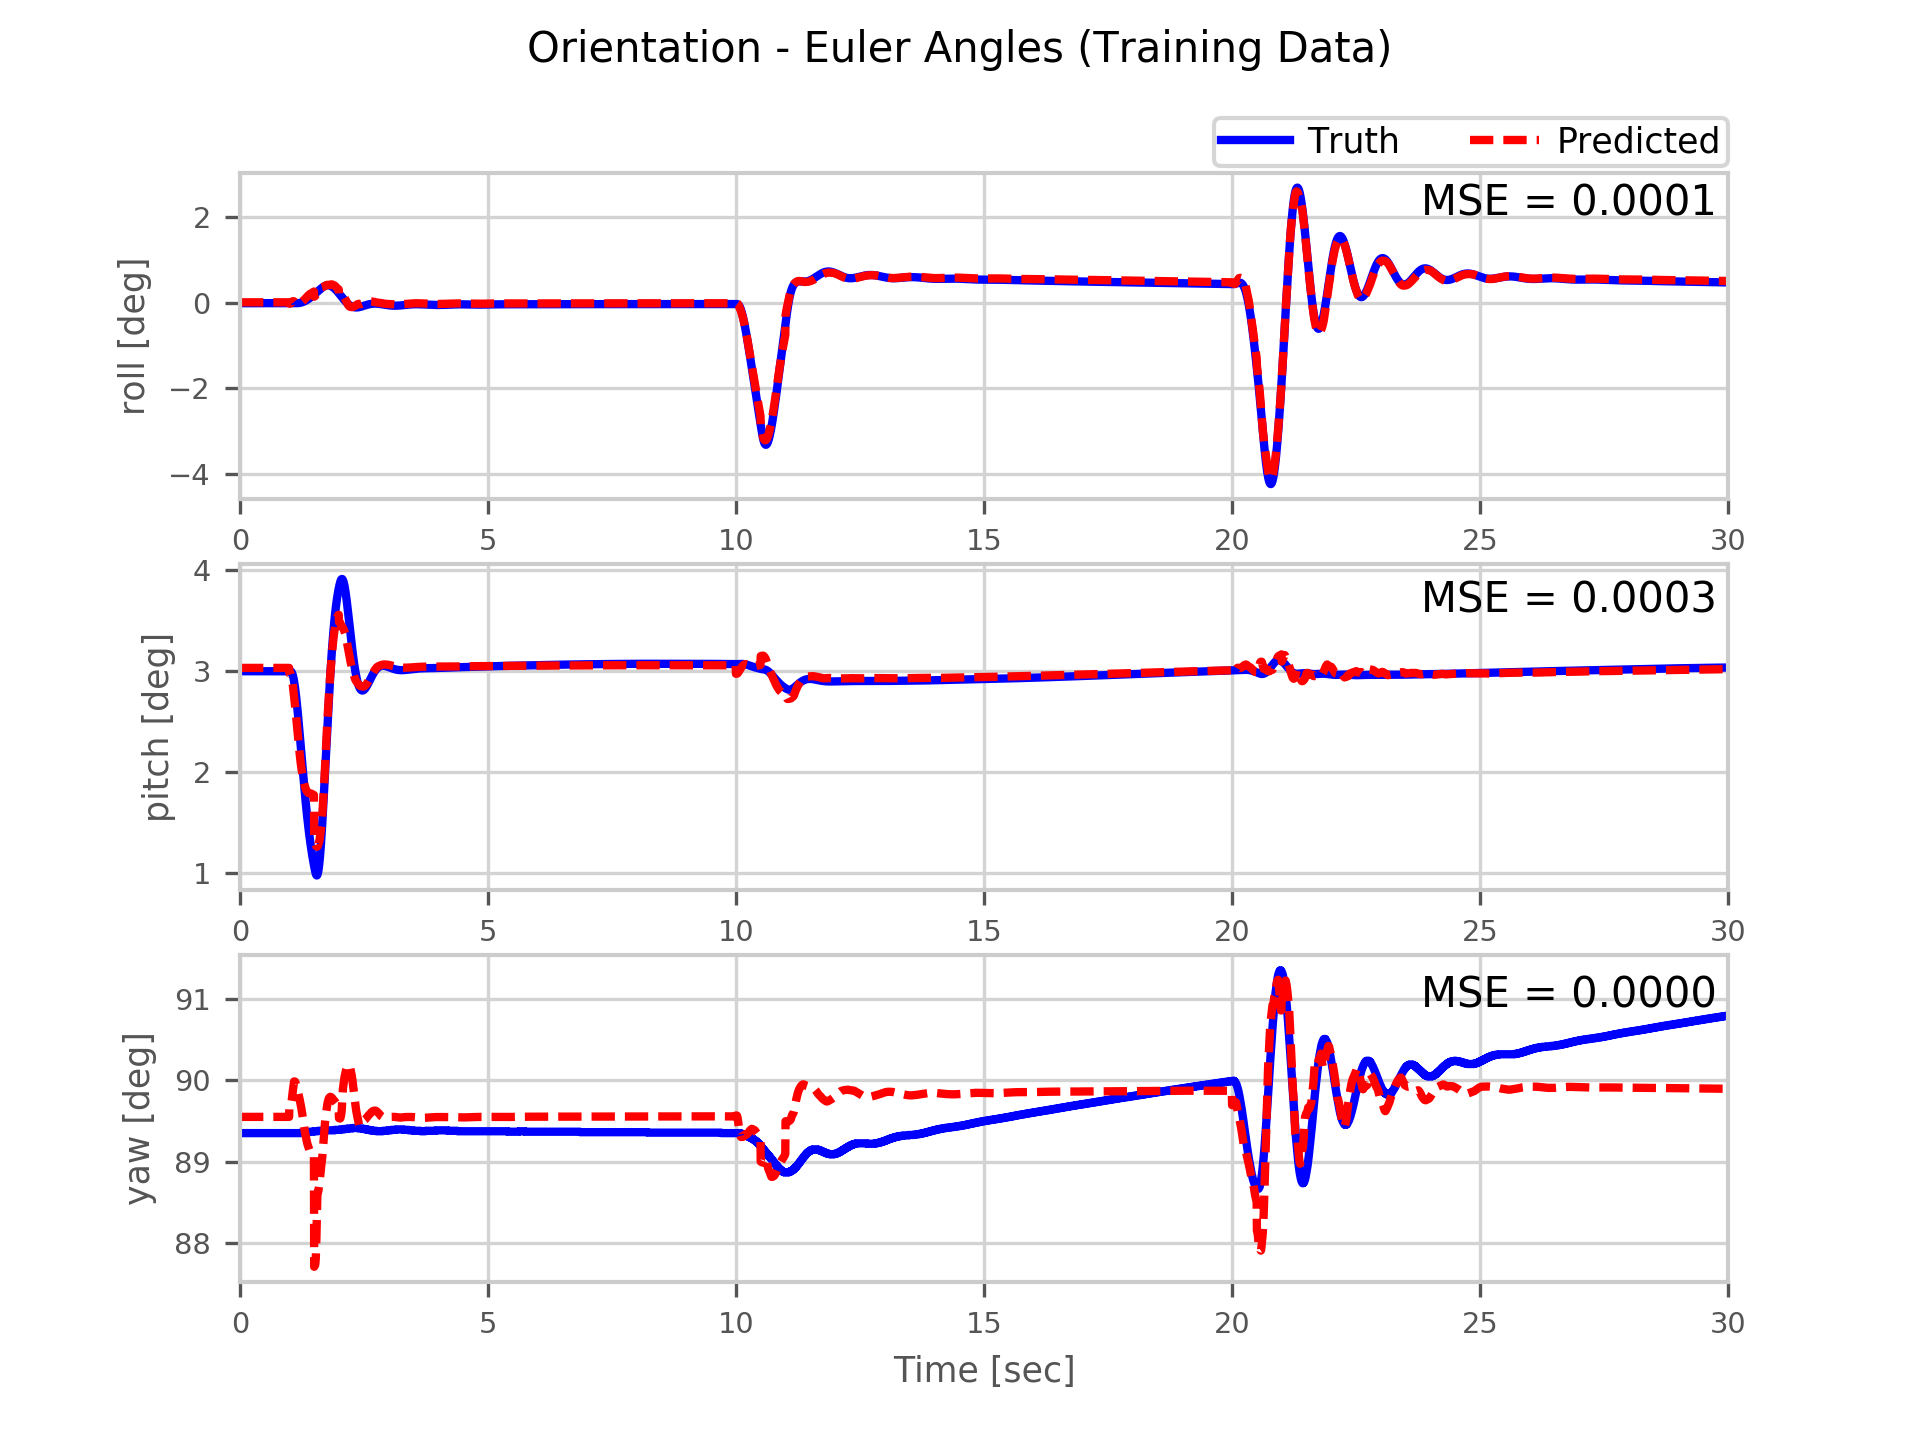 Orientation - Euler Angles (Training Data)
Truth Predicted
MSE = 0.0001
2
0
−2
−4
roll [deg]
0 5 10 15 20 25 30
MSE = 0.0003
4
3
2
1
pitch [deg]
0 5 10 15 20 25 30
MSE = 0.0000
91
90
89
88
yaw [deg]
0 5 10 15 20 25 30
Time [sec]